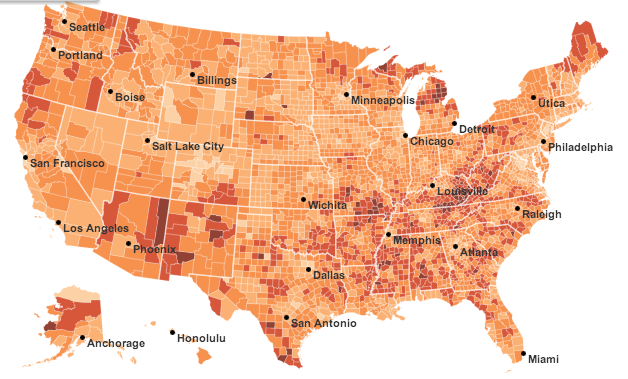 Seattle
Portland
Billings
Boise
Minneapolis
Utica
Detroit
Chicago
Salt Lake City
Philadelphia
San Francisco
Louisville
Wichita
Raleigh
Los Angeles
Memphis
Phoenix
Atlanta
Dallas
San Antonio
Honolulu
Anchorage
Miami